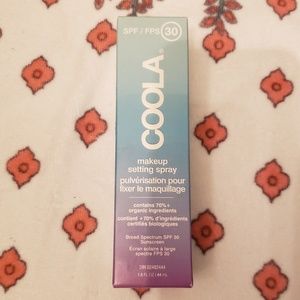 SPF / FPS 30
COOLA®
makeup
setting spray
pulvérisation pour
fixer le maquillage
contains 70%+
organic ingredients
contient +70% d'ingrédients
certifiés biologiques
Broad Spectrum SPF 30
Sunscreen
Écran solaire à large
spectre FPS 30